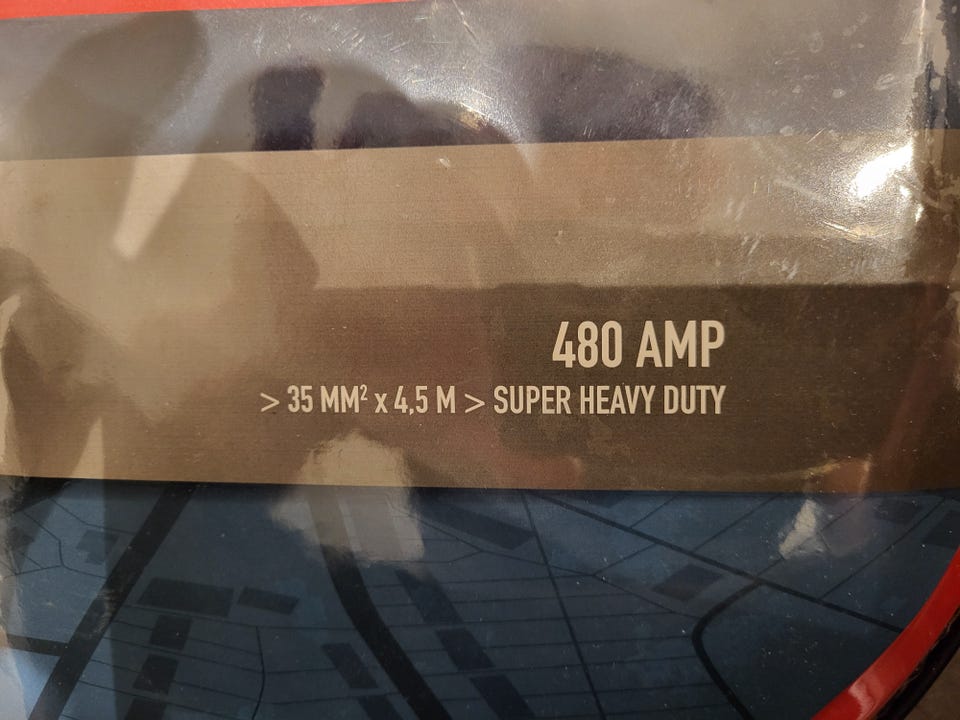 480 AMP
> 35 MM² x 4,5 M > SUPER HEAVY DUTY